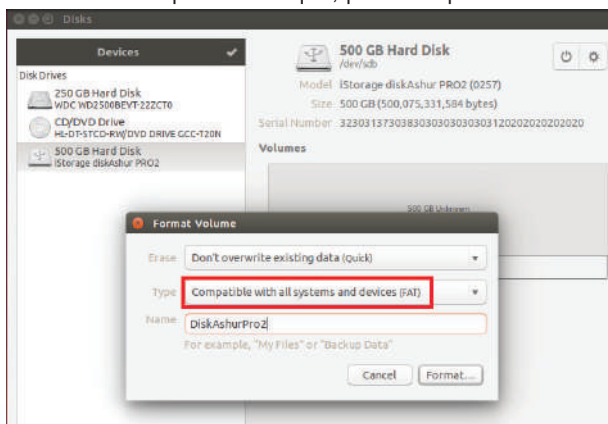 Disks
Devices
Disk Drives
250 GB Hard Disk
WDC WD2500BEVT-22ZCT0
CD/DVD Drive
HL-DT-STCD-RW/DVD DRIVE GCC-T20N
500 GB Hard Disk
iStorage diskAshur PRO2
500 GB Hard Disk
/dev/sdb
Model iStorage diskAshur PRO2 (0257)
Size 500 GB (500,075,331,584 bytes)
Serial Number
Volumes
500 GB Unknown
Format Volume
Erase Don't overwrite existing data (Quick)
Type Compatible with all systems and devices (FAT)
Name DiskAshurPro2
For example, "My Files" or "Backup Data"
Cancel Format...